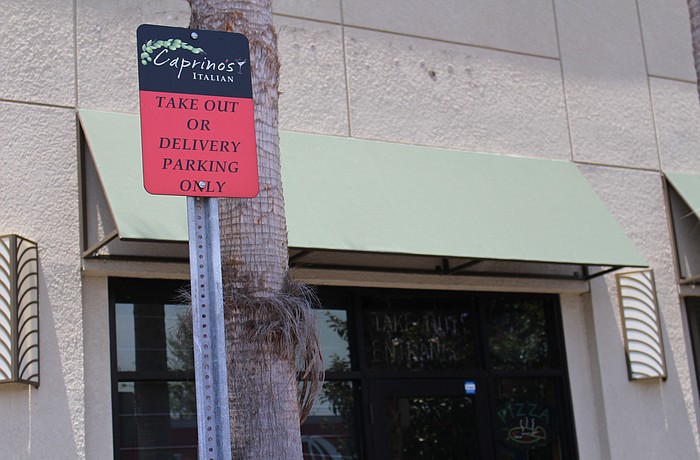 Caprino's
ITALIAN
TAKE OUT
OR
DELIVERY
PARKING
ONLY
TAKE OUT
ENTRANCE
PIZZA